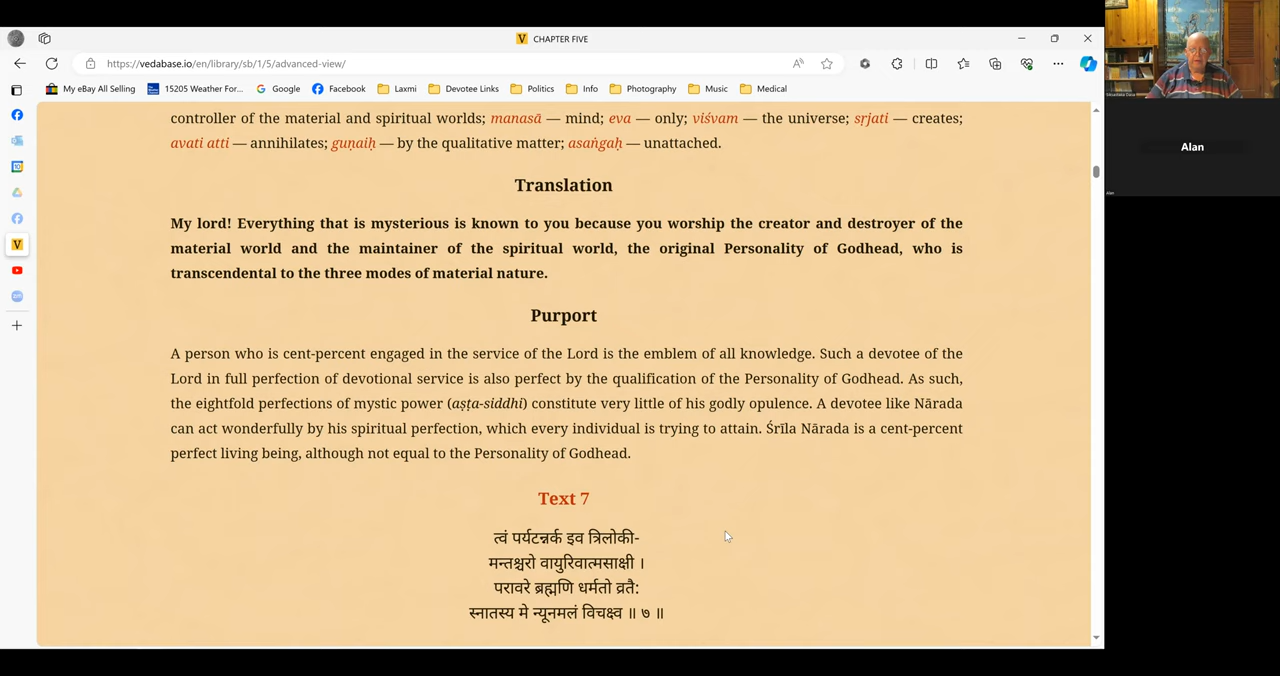 CHAPTER FIVE
https://vedabase.io/en/library/sb/1/5/advanced-view/
My eBay All Selling
15205 Weather For...
Google
Facebook
Laxmi
Devotee Links
Politics
Info
Photography
Music
Medical
controller of the material and spiritual worlds; manasā — mind; eva — only; viśvam — the universe; sṛjati — creates;
avati atti — annihilates; guṇaiḥ — by the qualitative matter; asaṅgaḥ — unattached.
Translation
My lord! Everything that is mysterious is known to you because you worship the creator and destroyer of the
material world and the maintainer of the spiritual world, the original Personality of Godhead, who is
transcendental to the three modes of material nature.
Purport
A person who is cent-percent engaged in the service of the Lord is the emblem of all knowledge. Such a devotee of the
Lord in full perfection of devotional service is also perfect by the qualification of the Personality of Godhead. As such,
the eightfold perfections of mystic power (aṣṭa-siddhi) constitute very little of his godly opulence. A devotee like Nārada
can act wonderfully by his spiritual perfection, which every individual is trying to attain. Śrīla Nārada is a cent-percent
perfect living being, although not equal to the Personality of Godhead.
Text 7
त्वं पर्यटन्नर्क इव त्रिलोकी-
मन्तश्चरो वायुरिवात्मसाक्षी ।
परावरे ब्रह्मणि धर्मतो व्रतै:
स्नातस्य मे न्यूनमलं विचक्ष्व ॥ ७ ॥
Alan
Alan